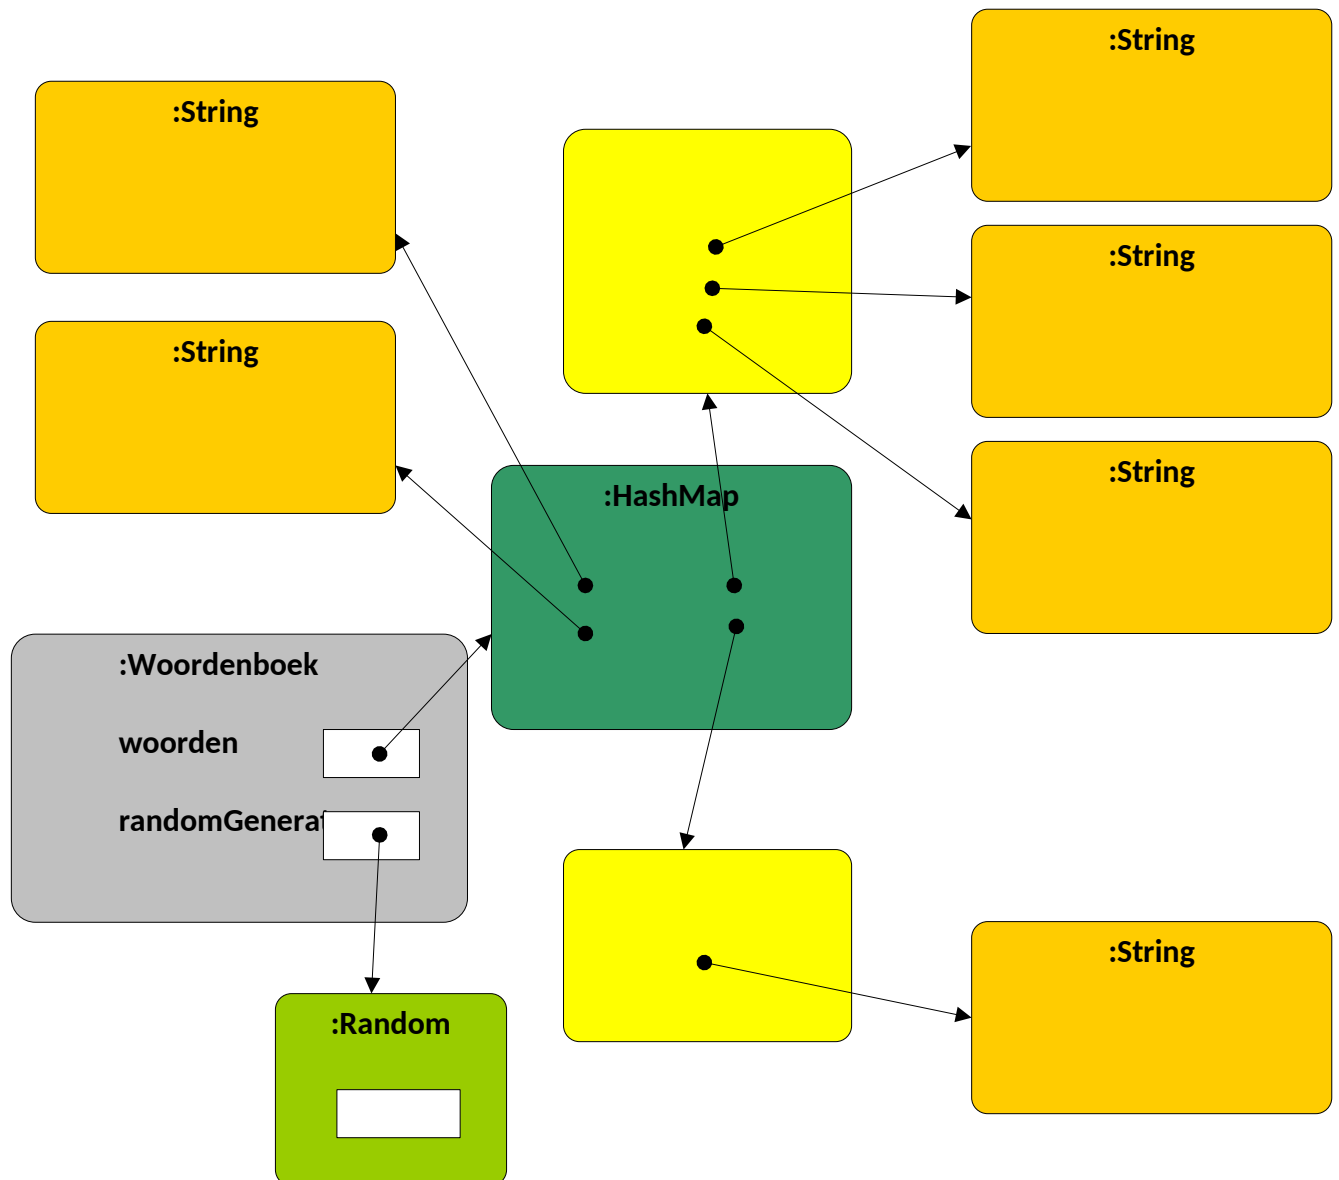 :String
:String
:String
:String
:String
:HashMap
:Woordenboek
woorden
randomGenerat
:String
:Random